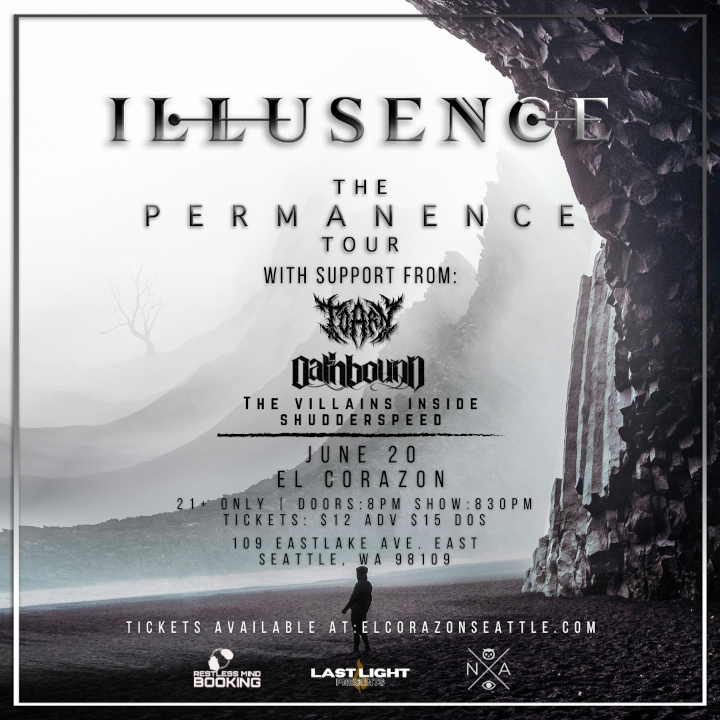 ILLUSENCE
THE
PERMANENCE
TOUR
WITH SUPPORT FROM:
Oathbound
THE VILLAINS INSIDE
SHUDDERSPEED
JUNE 20
EL CORAZON
21+ ONLY | DOORS:8PM SHOW:830PM
TICKETS: $12 ADV $15 DOS
109 EASTLAKE AVE. EAST
SEATTLE, WA 98109
TICKETS AVAILABLE AT:ELCORAZONSEATTLE.COM
RESTLESS MIND
BOOKING
LAST LIGHT
PRESENTS
N A